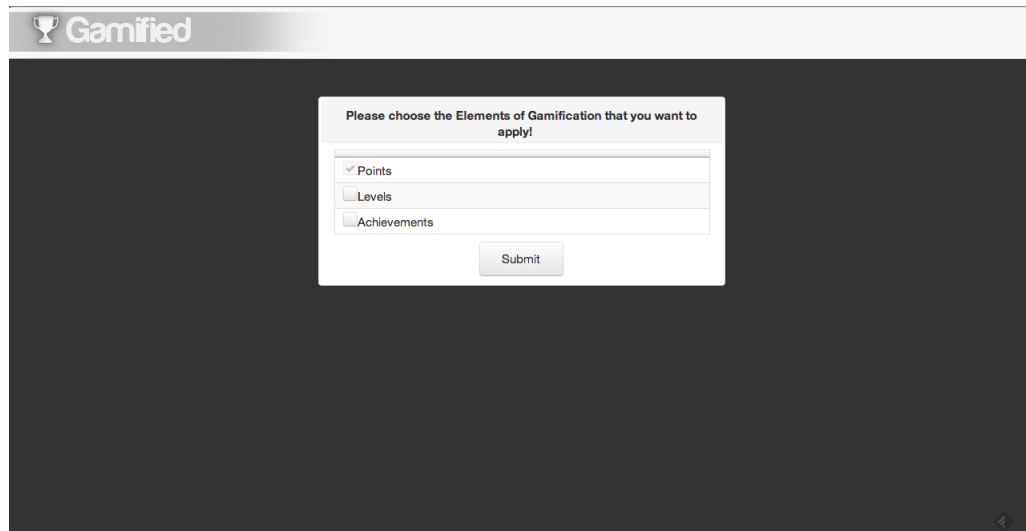 Gamified
Please choose the Elements of Gamification that you want to
apply!
Points
Levels
Achievements
Submit